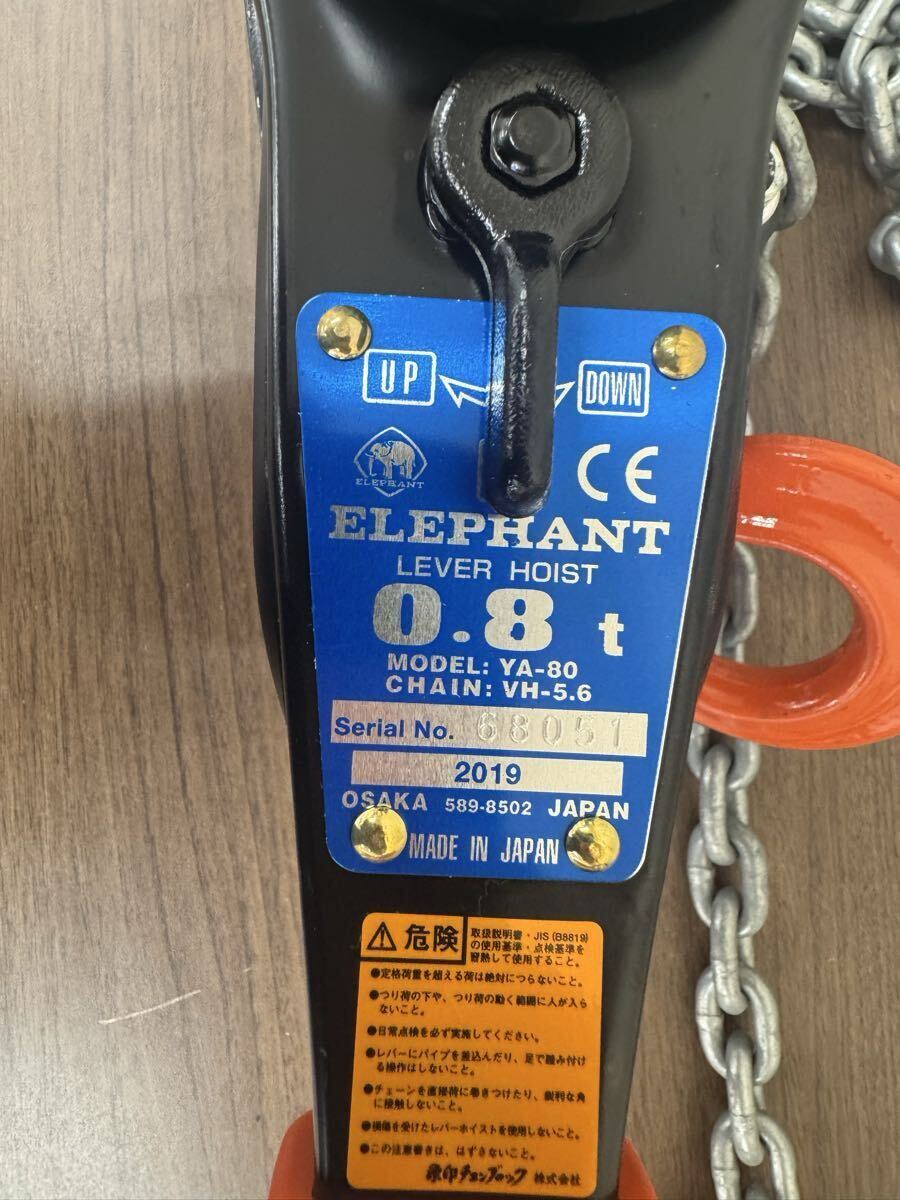 UP
DOWN
ELEPHANT
CE
ELEPHANT
LEVER HOIST
0.8 t
MODEL: YA-80
CHAIN: VH-5.6
Serial No. 68051
2019
OSAKA 589-8502 JAPAN
MADE IN JAPAN
危険
取扱説明書・JIS(B8819)
の使用基準・点検基準を
習熟して使用すること。
●定格荷重を超える荷は絶対につらないこと。
●つり荷の下や、つり荷の動く範囲に人が入ら
ないこと。
●日常点検を必ず実施してください。
●レバーにパイプを差込んだり、足で踏み付け
る操作はしないこと。
●チェーンを直接荷に巻きつけたり、鋭利な角
に接触しないこと。
●損傷を受けたレバーホイストを使用しないこと。
●この注意書きは、はずさないこと。
象印チェンブロック 株式会社